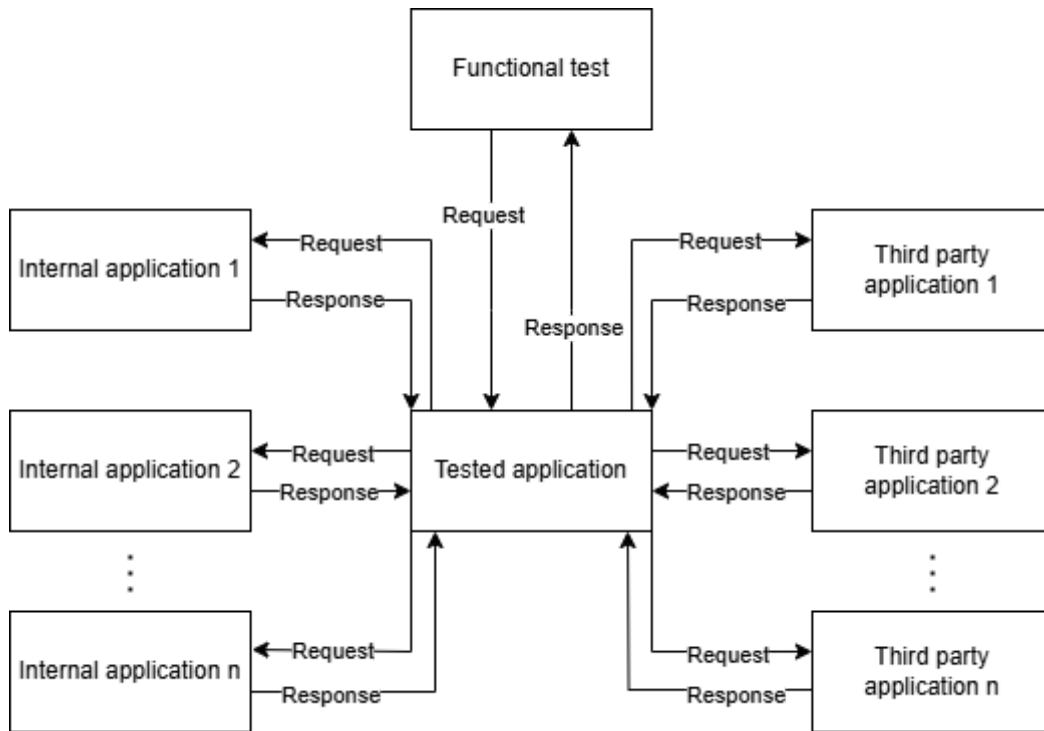 Functional test
Request
Response
Internal application 1
Request
Response
Third party
application 1
Request
Response
Internal application 2
Request
Response
Tested application
Request
Response
Third party
application 2
Internal application n
Request
Response
Request
Response
Third party
application n